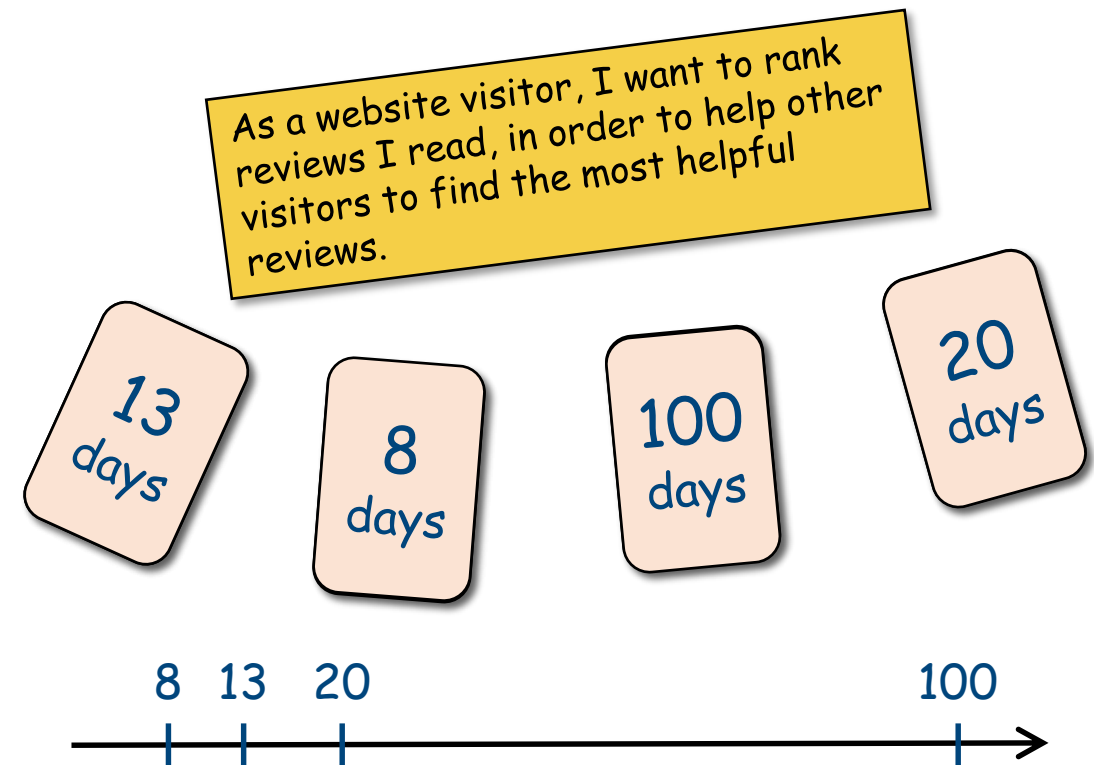 As a website visitor, I want to rank
reviews I read, in order to help other
visitors to find the most helpful
reviews.
13
days
8
days
100
days
20
days
8 13 20 100